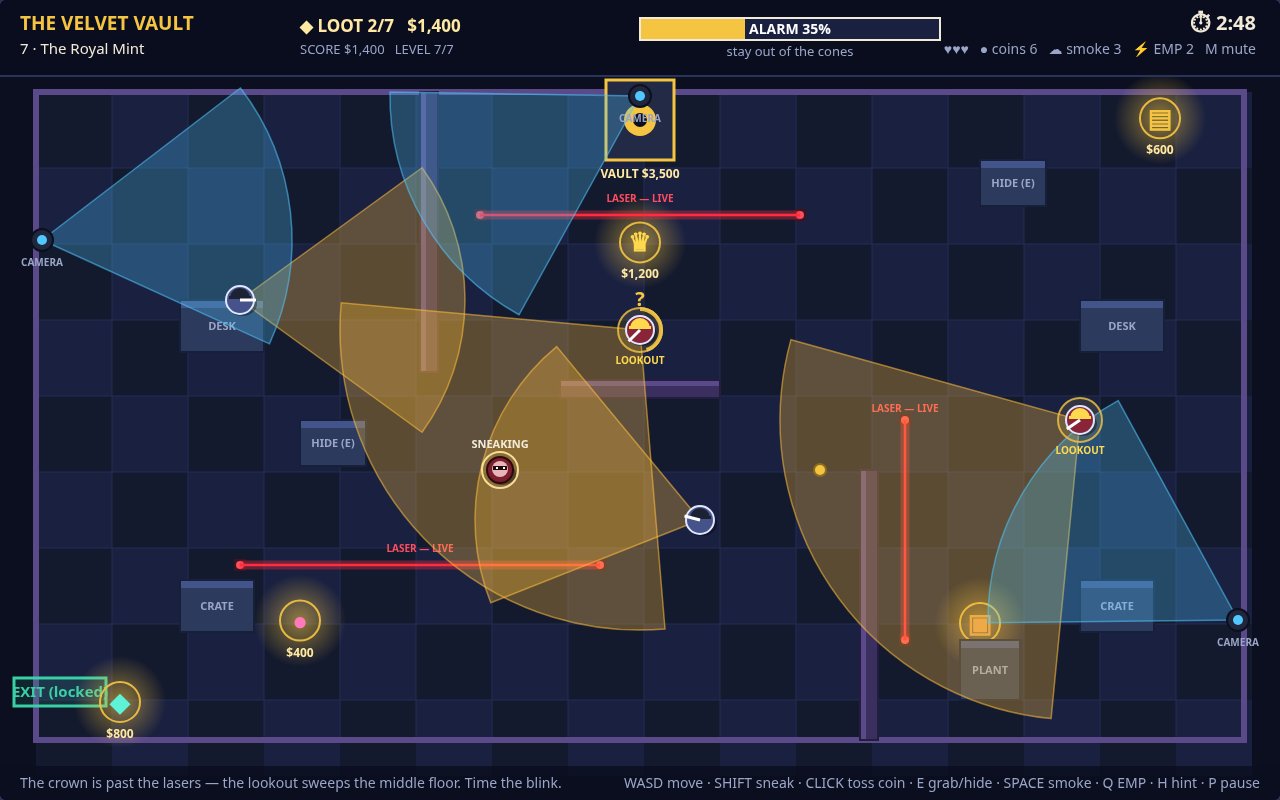 THE VELVET VAULT
7 · The Royal Mint
◆ LOOT 2/7 $1,400
SCORE $1,400 LEVEL 7/7
ALARM 35%
stay out of the cones
⏱ 2:48
♥♥♥ ● coins 6 ☁ smoke 3 ⚡ EMP 2 M mute
CAMERA
VAULT $3,500
LASER — LIVE
$1,200
$600
HIDE (E)
CAMERA
DESK
?
LOOKOUT
DESK
HIDE (E)
SNEAKING
LASER — LIVE
LOOKOUT
LASER — LIVE
CRATE
$400
CRATE
CAMERA
PLANT
EXIT (locked
$800
The crown is past the lasers — the lookout sweeps the middle floor. Time the blink.
WASD move · SHIFT sneak · CLICK toss coin · E grab/hide · SPACE smoke · Q EMP · H hint · P pause